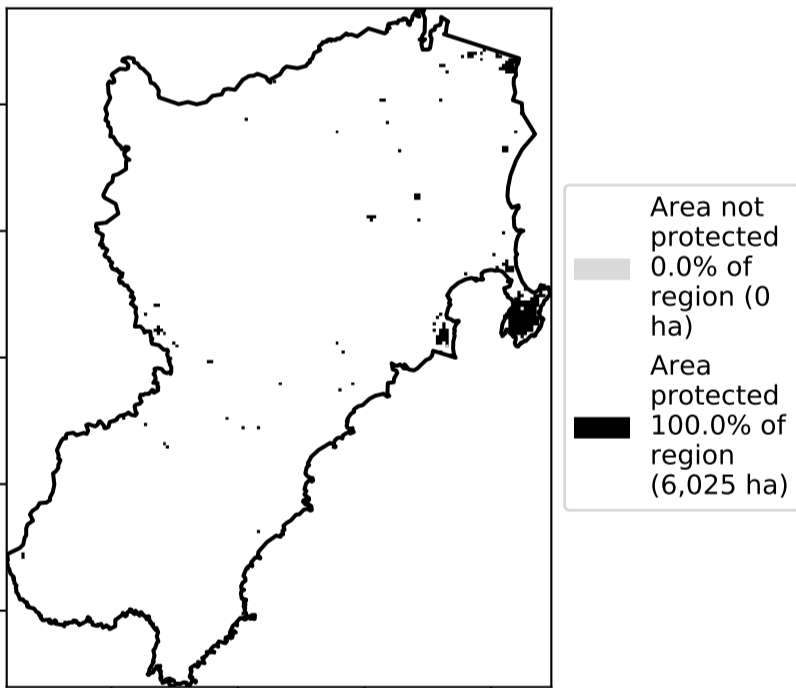 Area not
protected
0.0% of
region (0
ha)
Area
protected
100.0% of
region
(6,025 ha)